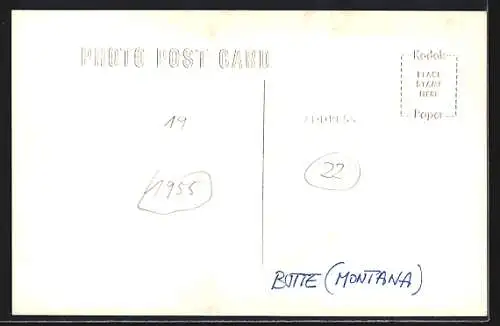 PHOTO POST CARD
Kodak
PLACE
STAMP
HERE
Paper
ADDRESS
19
1955
22
BUTTE (MONTANA)